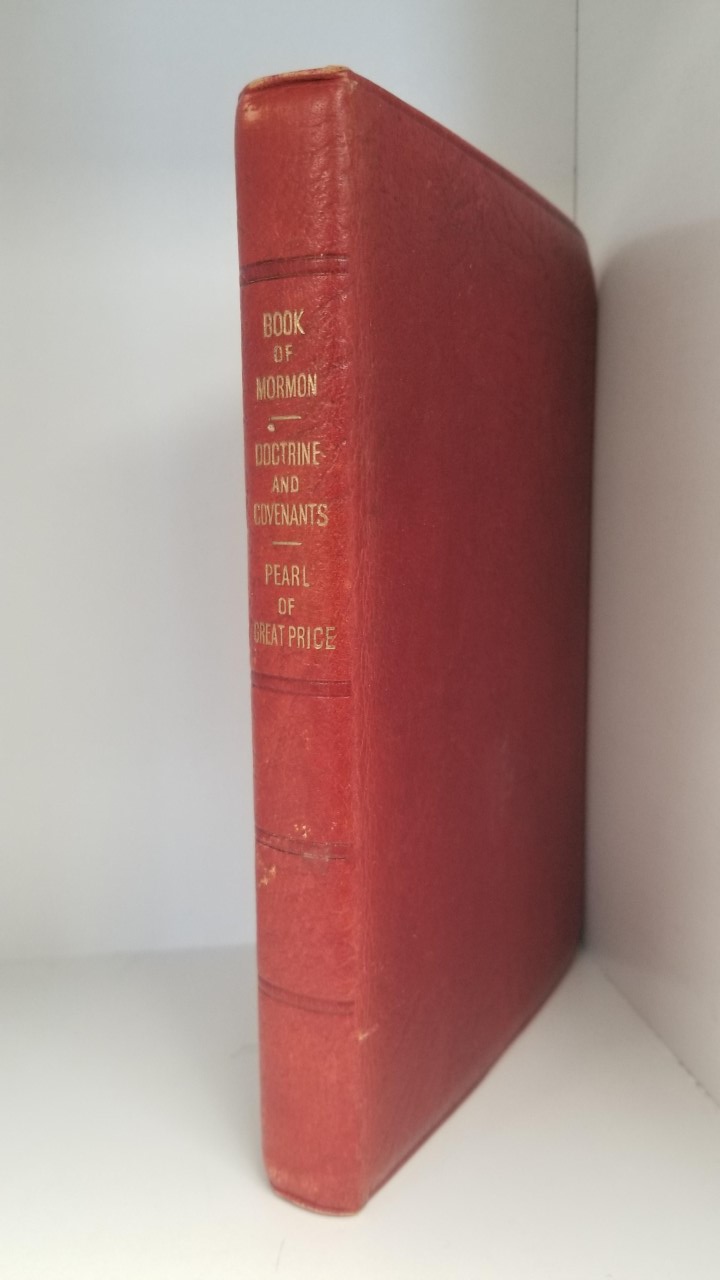 BOOK
OF
MORMON
DOCTRINE
AND
COVENANTS
PEARL
OF
GREAT PRICE